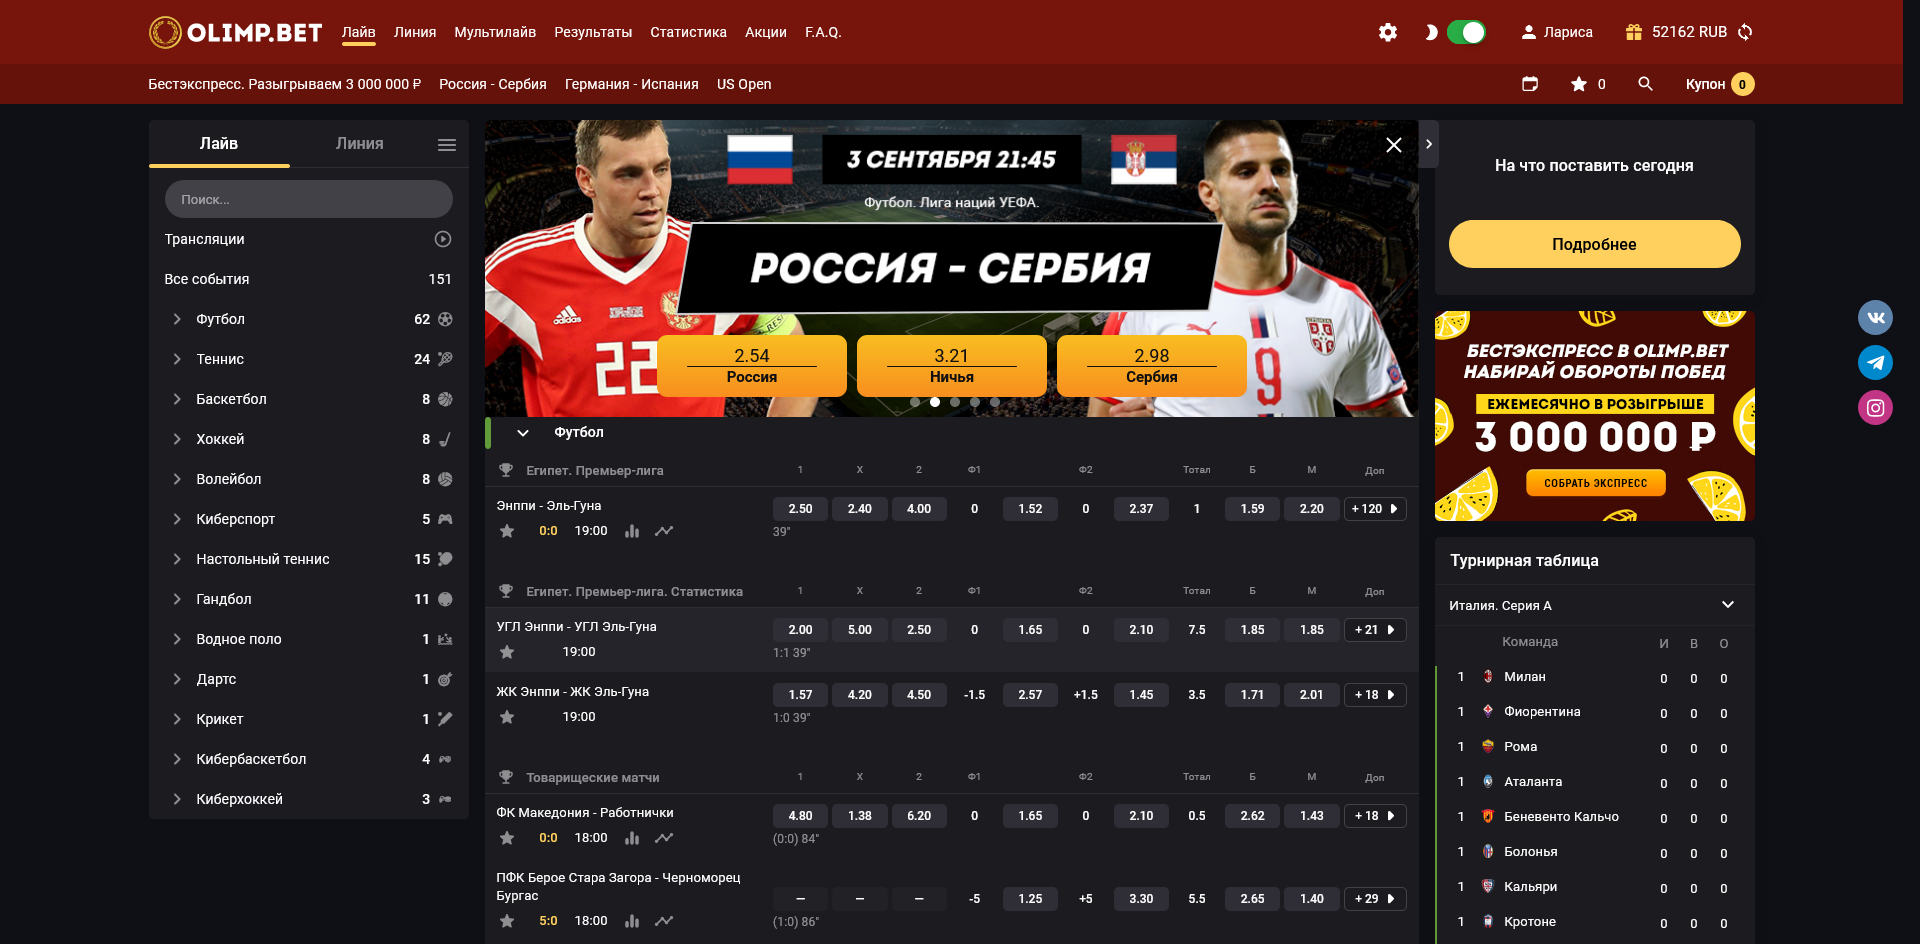 OLIMP.BET Лайв Линия Мультилайв Результаты Статистика Акции F.A.Q. Лариса 52162 RUB
Бестэкспресс. Разыгрываем 3 000 000 ₽ Россия - Сербия Германия - Испания US Open 0 Купон 0
Лайв Линия
Поиск...
Трансляции
Все события 151
Футбол 62
Теннис 24
Баскетбол 8
Хоккей 8
Волейбол 8
Киберспорт 5
Настольный теннис 15
Гандбол 11
Водное поло 1
Дартс 1
Крикет 1
Кибербаскетбол 4
Киберхоккей 3
3 СЕНТЯБРЯ 21:45
Футбол. Лига наций УЕФА.
РОССИЯ - СЕРБИЯ
22
9
2.54 3.21 2.98
Россия Ничья Сербия
Футбол
Египет. Премьер-лига 1 X 2 Ф1 Ф2 Тотал Б М Доп
Энппи - Эль-Гуна 2.50 2.40 4.00 0 1.52 0 2.37 1 1.59 2.20 + 120
0:0 19:00 39"
Египет. Премьер-лига. Статистика 1 X 2 Ф1 Ф2 Тотал Б М Доп
УГЛ Энппи - УГЛ Эль-Гуна 2.00 5.00 2.50 0 1.65 0 2.10 7.5 1.85 1.85 + 21
19:00 1:1 39"
ЖК Энппи - ЖК Эль-Гуна 1.57 4.20 4.50 -1.5 2.57 +1.5 1.45 3.5 1.71 2.01 + 18
19:00 1:0 39"
Товарищеские матчи 1 X 2 Ф1 Ф2 Тотал Б М Доп
ФК Македония - Работнички 4.80 1.38 6.20 0 1.65 0 2.10 0.5 2.62 1.43 + 18
0:0 18:00 (0:0) 84"
ПФК Берое Стара Загора - Черноморец
Бургас – – – -5 1.25 +5 3.30 5.5 2.65 1.40 + 29
5:0 18:00 (1:0) 86"
На что поставить сегодня
Подробнее
БЕСТЭКСПРЕСС В OLIMP.BET
НАБИРАЙ ОБОРОТЫ ПОБЕД
ЕЖЕМЕСЯЧНО В РОЗЫГРЫШЕ
3 000 000 ₽
СОБРАТЬ ЭКСПРЕСС
Турнирная таблица
Италия. Серия А
Команда И В О
1 Милан 0 0 0
1 Фиорентина 0 0 0
1 Рома 0 0 0
1 Аталанта 0 0 0
1 Беневенто Кальчо 0 0 0
1 Болонья 0 0 0
1 Кальяри 0 0 0
1 Кротоне 0 0 0